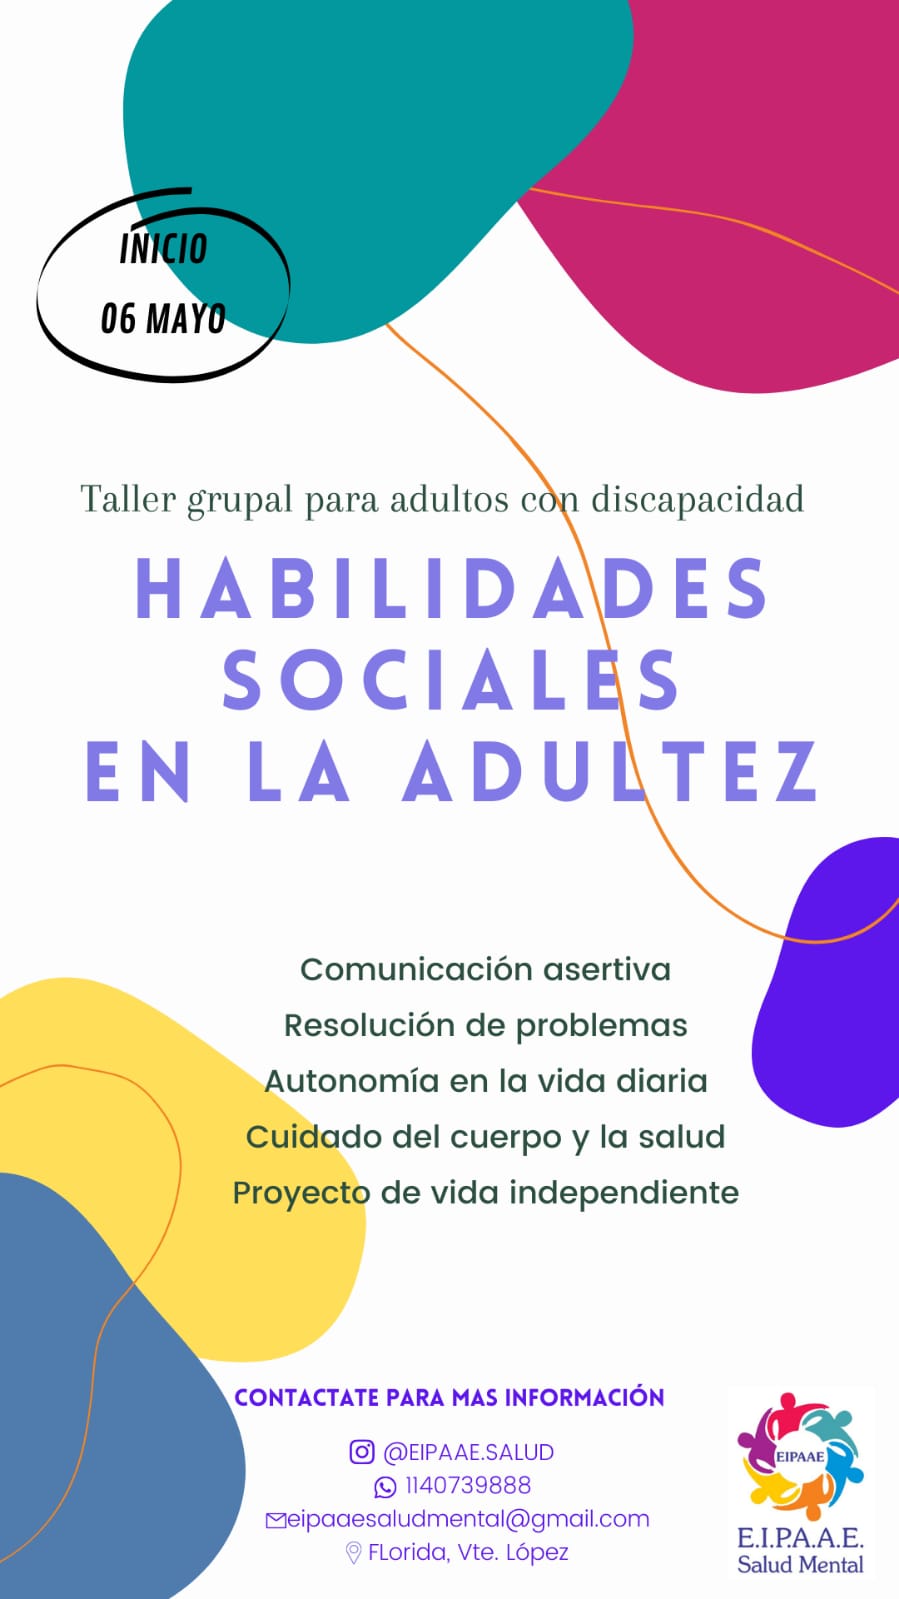 INICIO
06 MAYO
Taller grupal para adultos con discapacidad
HABILIDADES
SOCIALES
EN LA ADULTEZ
Comunicación asertiva
Resolución de problemas
Autonomía en la vida diaria
Cuidado del cuerpo y la salud
Proyecto de vida independiente
CONTACTATE PARA MAS INFORMACIÓN
@EIPAAE.SALUD
1140739888
eipaaesaludmental@gmail.com
FLorida, Vte. López
EIPAAE
E.I.P.A.A.E.
Salud Mental